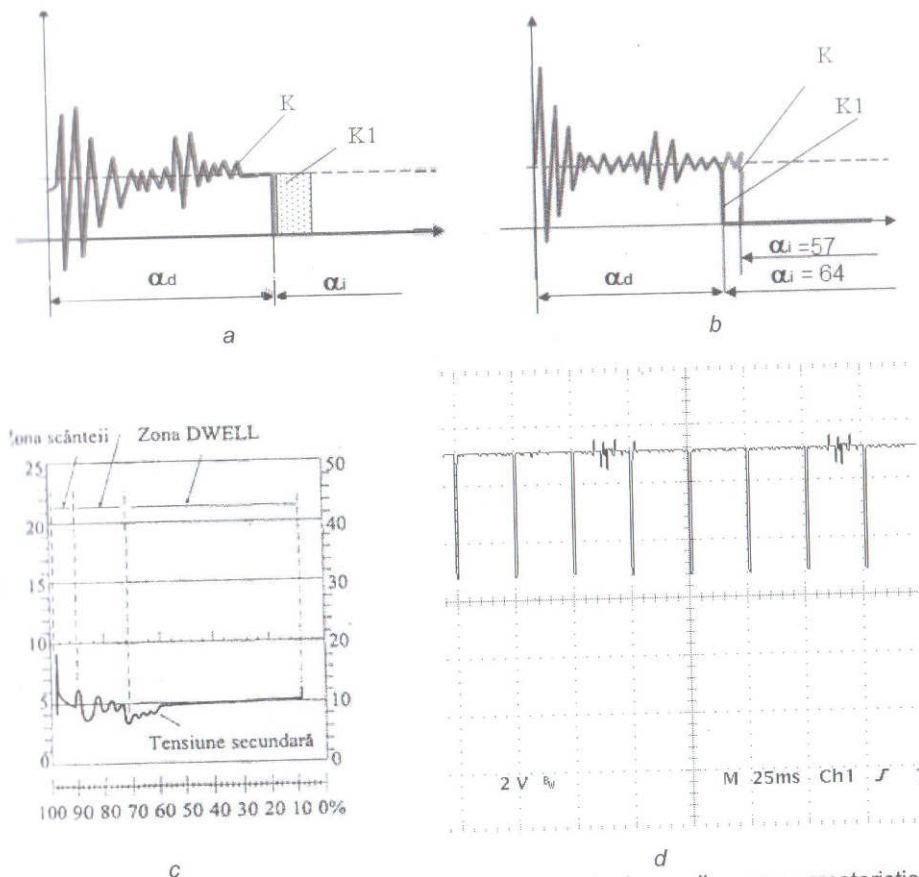 K
K1
αd
αi
a
K
K1
αi =57
αd
αi = 64
b
Zona scânteii Zona DWELL
25
20
15
10
5
0
50
40
30
20
10
0
Tensiune secundară
100 90 80 70 60 50 40 30 20 10 0%
c
2 V BW
M 25ms Ch1
d